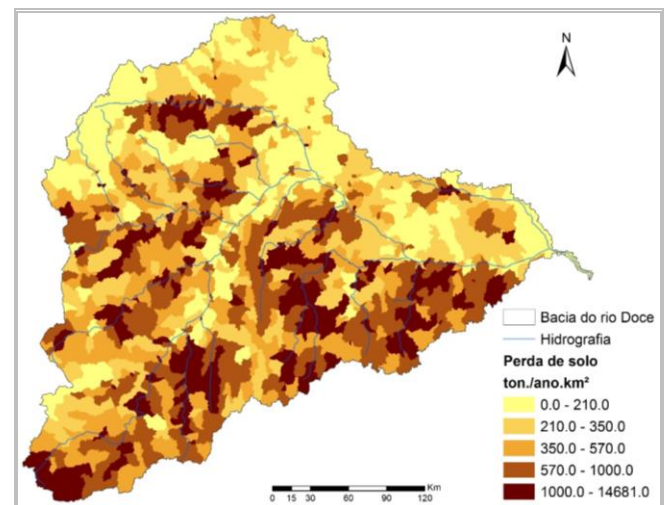 N
Bacia do rio Doce
Hidrografia
Perda de solo
ton./ano.km²
0.0 - 210.0
210.0 - 350.0
350.0 - 570.0
570.0 - 1000.0
1000.0 - 14681.0
Km
0 15 30 60 90 120